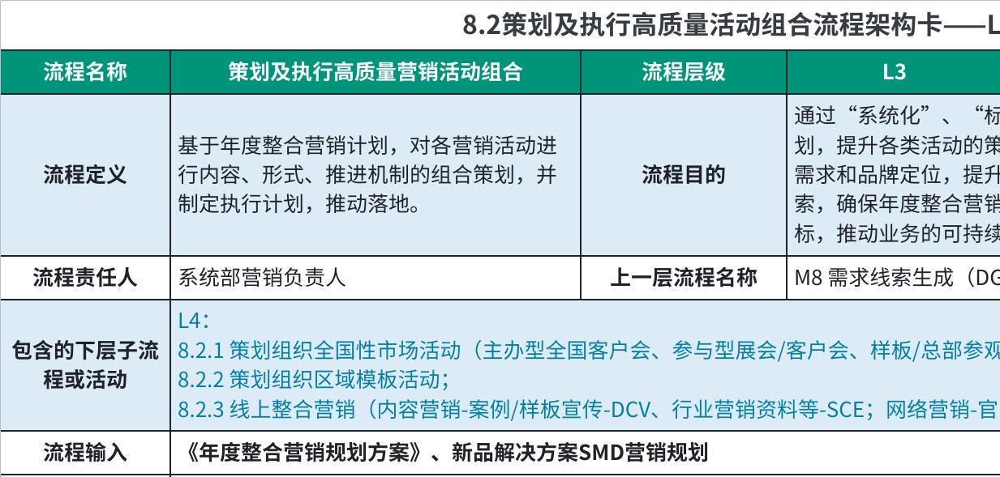 8.2策划及执行高质量活动组合流程架构卡——L
流程名称 策划及执行高质量营销活动组合 流程层级 L3
流程定义
基于年度整合营销计划，对各营销活动进
行内容、形式、推进机制的组合策划，并
制定执行计划，推动落地。
流程目的
通过“系统化”、“标
划，提升各类活动的策
需求和品牌定位，提升
索，确保年度整合营销
标，推动业务的可持续
流程责任人 系统部营销负责人 上一层流程名称 M8 需求线索生成（DG
包含的下层子流
程或活动
L4：
8.2.1 策划组织全国性市场活动（主办型全国客户会、参与型展会/客户会、样板/总部参观
8.2.2 策划组织区域模板活动；
8.2.3 线上整合营销（内容营销-案例/样板宣传-DCV、行业营销资料等-SCE；网络营销-官
流程输入 《年度整合营销规划方案》、新品解决方案SMD营销规划